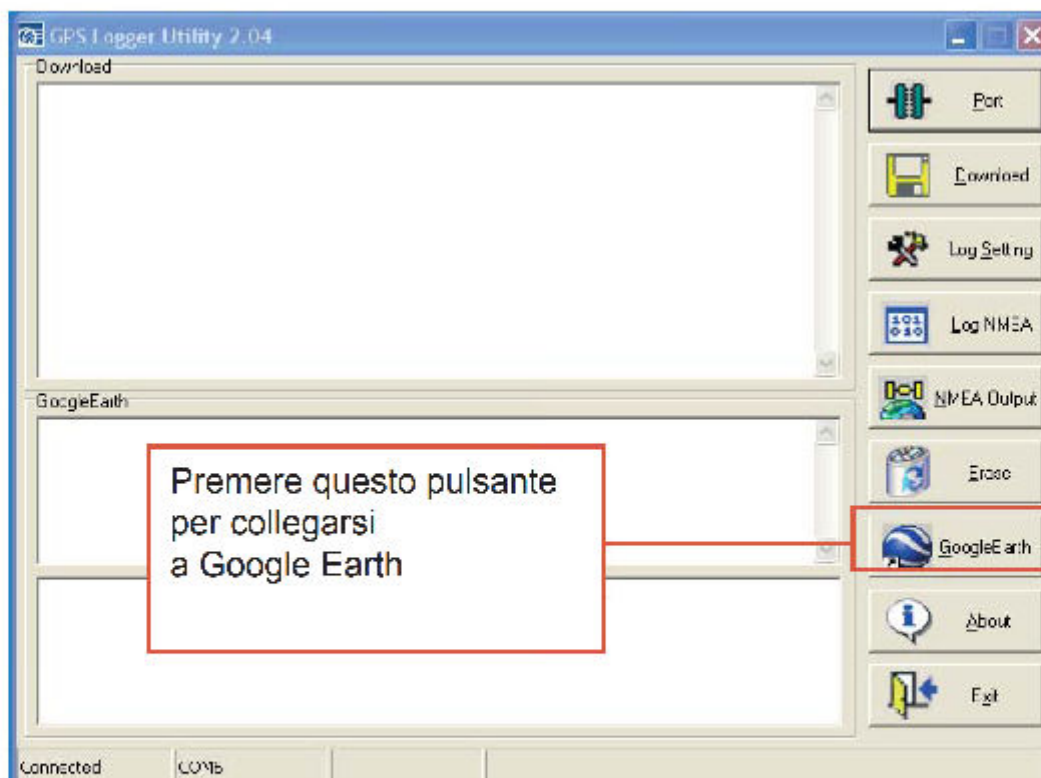 GPS Logger Utility 2.04
Download
Port
Download
Log Setting
Log NMEA
NMEA Output
Erase
GoogleEarth
About
Exit
GoogleEarth
Premere questo pulsante
per collegarsi
a Google Earth
Connected